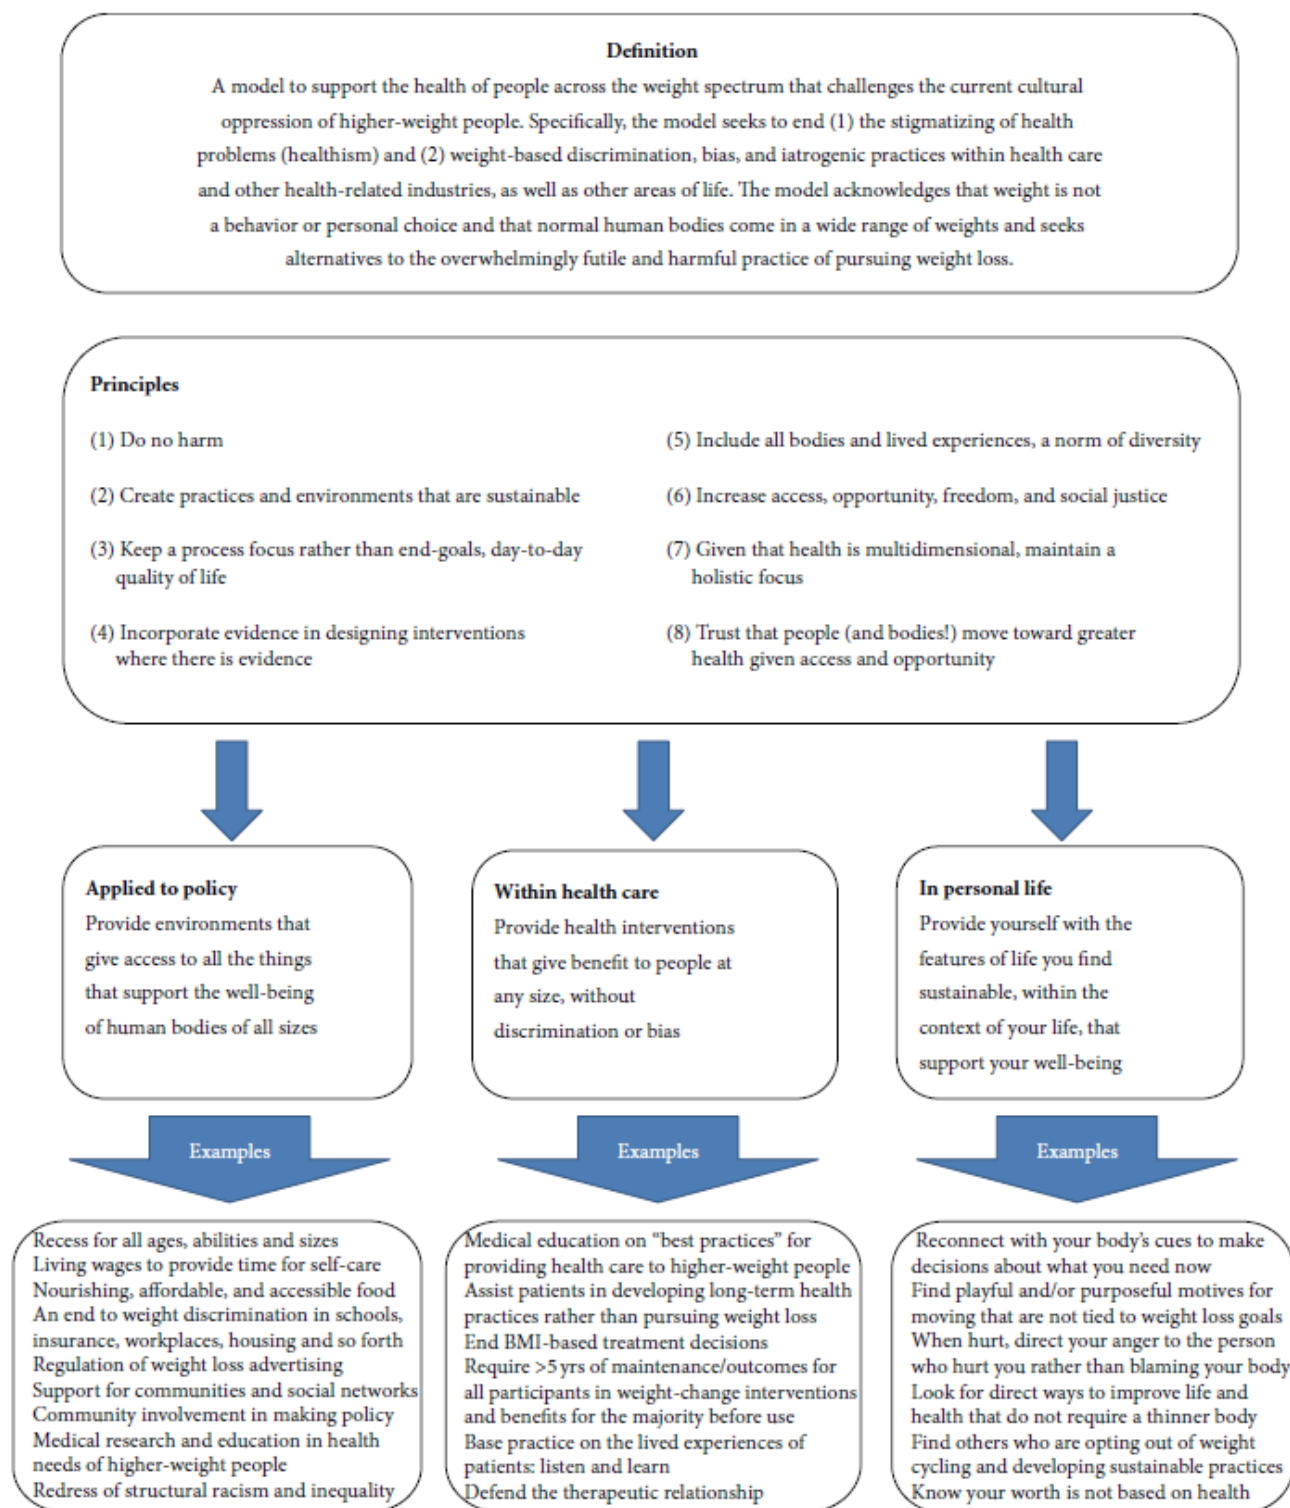 Definition
A model to support the health of people across the weight spectrum that challenges the current cultural
oppression of higher-weight people. Specifically, the model seeks to end (1) the stigmatizing of health
problems (healthism) and (2) weight-based discrimination, bias, and iatrogenic practices within health care
and other health-related industries, as well as other areas of life. The model acknowledges that weight is not
a behavior or personal choice and that normal human bodies come in a wide range of weights and seeks
alternatives to the overwhelmingly futile and harmful practice of pursuing weight loss.
Principles
(1) Do no harm
(2) Create practices and environments that are sustainable
(3) Keep a process focus rather than end-goals, day-to-day
quality of life
(4) Incorporate evidence in designing interventions
where there is evidence
(5) Include all bodies and lived experiences, a norm of diversity
(6) Increase access, opportunity, freedom, and social justice
(7) Given that health is multidimensional, maintain a
holistic focus
(8) Trust that people (and bodies!) move toward greater
health given access and opportunity
Applied to policy
Provide environments that
give access to all the things
that support the well-being
of human bodies of all sizes
Within health care
Provide health interventions
that give benefit to people at
any size, without
discrimination or bias
In personal life
Provide yourself with the
features of life you find
sustainable, within the
context of your life, that
support your well-being
Examples
Examples
Examples
Recess for all ages, abilities and sizes
Living wages to provide time for self-care
Nourishing, affordable, and accessible food
An end to weight discrimination in schools,
insurance, workplaces, housing and so forth
Regulation of weight loss advertising
Support for communities and social networks
Community involvement in making policy
Medical research and education in health
needs of higher-weight people
Redress of structural racism and inequality
Medical education on “best practices” for
providing health care to higher-weight people
Assist patients in developing long-term health
practices rather than pursuing weight loss
End BMI-based treatment decisions
Require >5 yrs of maintenance/outcomes for
all participants in weight-change interventions
and benefits for the majority before use
Base practice on the lived experiences of
patients: listen and learn
Defend the therapeutic relationship
Reconnect with your body’s cues to make
decisions about what you need now
Find playful and/or purposeful motives for
moving that are not tied to weight loss goals
When hurt, direct your anger to the person
who hurt you rather than blaming your body
Look for direct ways to improve life and
health that do not require a thinner body
Find others who are opting out of weight
cycling and developing sustainable practices
Know your worth is not based on health